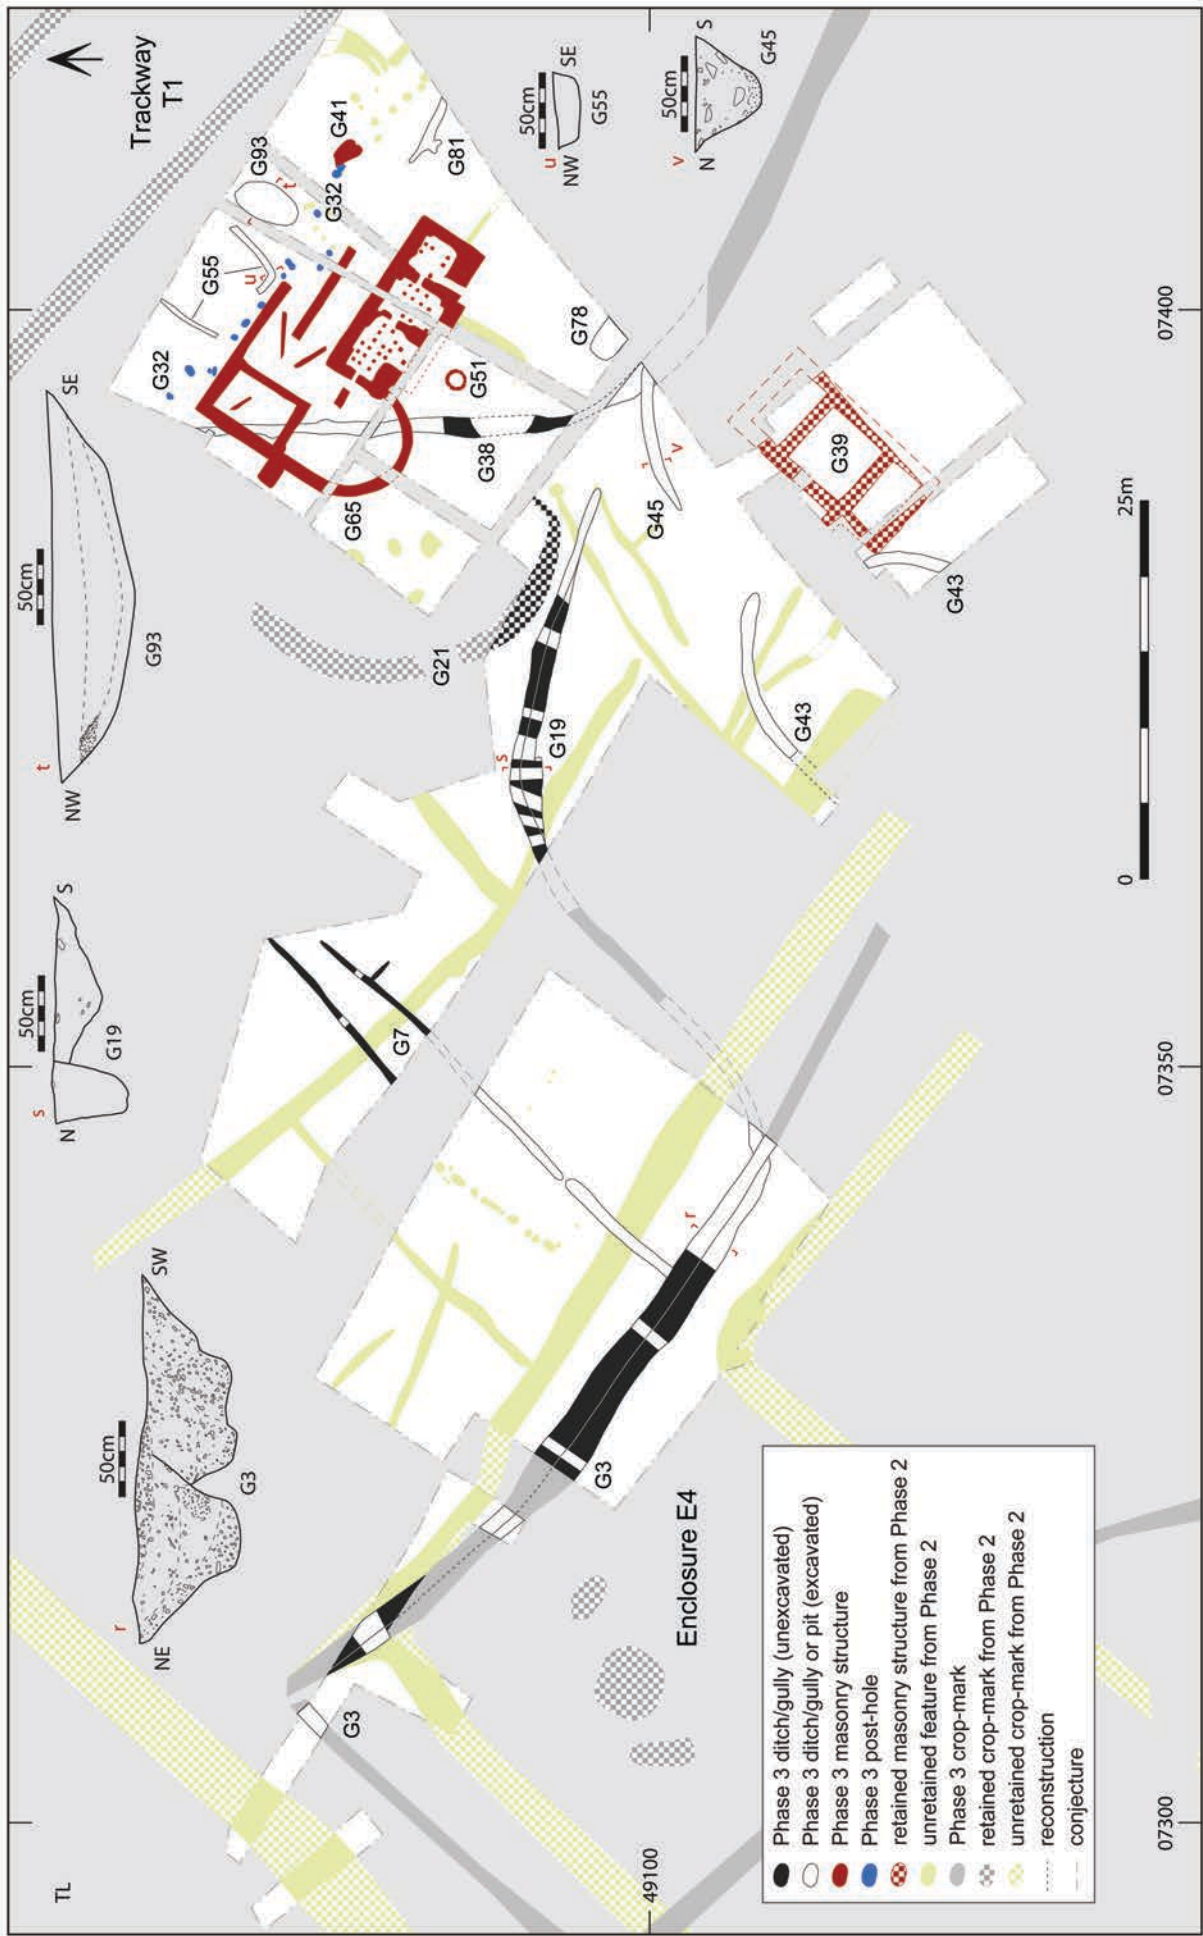 TL
r
NE
SW
50cm
G3
s
N
S
50cm
G19
t
NW
SE
50cm
G93
Trackway
T1
u
NW
SE
50cm
G55
v
N
S
50cm
G45
G3
G3
G7
G19
s
r
G21
G65
G32
G55
u
G93
t
G32
G41
G81
G38
G51
G78
G45
v
G43
G39
G43
Enclosure E4
49100
07300
07350
07400
0
25m
Phase 3 ditch/gully (unexcavated)
Phase 3 ditch/gully or pit (excavated)
Phase 3 masonry structure
Phase 3 post-hole
retained masonry structure from Phase 2
unretained feature from Phase 2
Phase 3 crop-mark
retained crop-mark from Phase 2
unretained crop-mark from Phase 2
reconstruction
conjecture